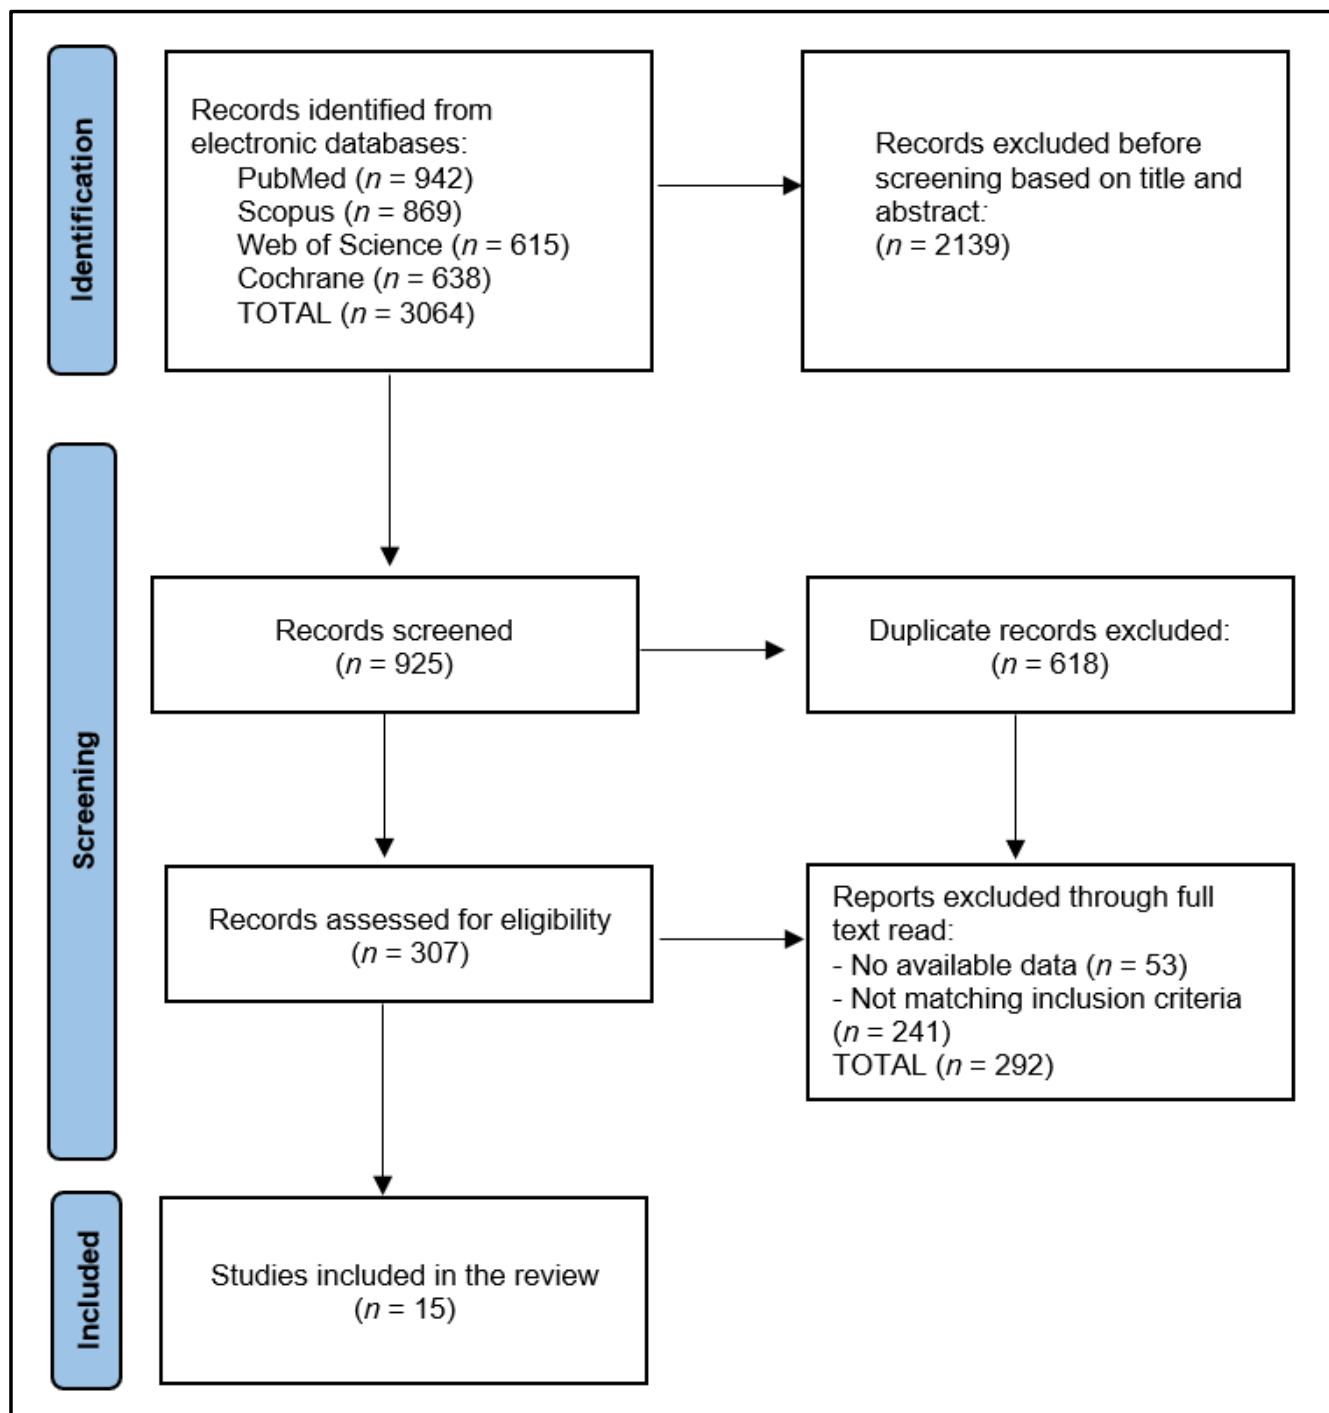 Identification
Records identified from
electronic databases:
PubMed (n = 942)
Scopus (n = 869)
Web of Science (n = 615)
Cochrane (n = 638)
TOTAL (n = 3064)
Records excluded before
screening based on title and
abstract:
(n = 2139)
Screening
Records screened
(n = 925)
Duplicate records excluded:
(n = 618)
Records assessed for eligibility
(n = 307)
Reports excluded through full
text read:
- No available data (n = 53)
- Not matching inclusion criteria
(n = 241)
TOTAL (n = 292)
Included
Studies included in the review
(n = 15)